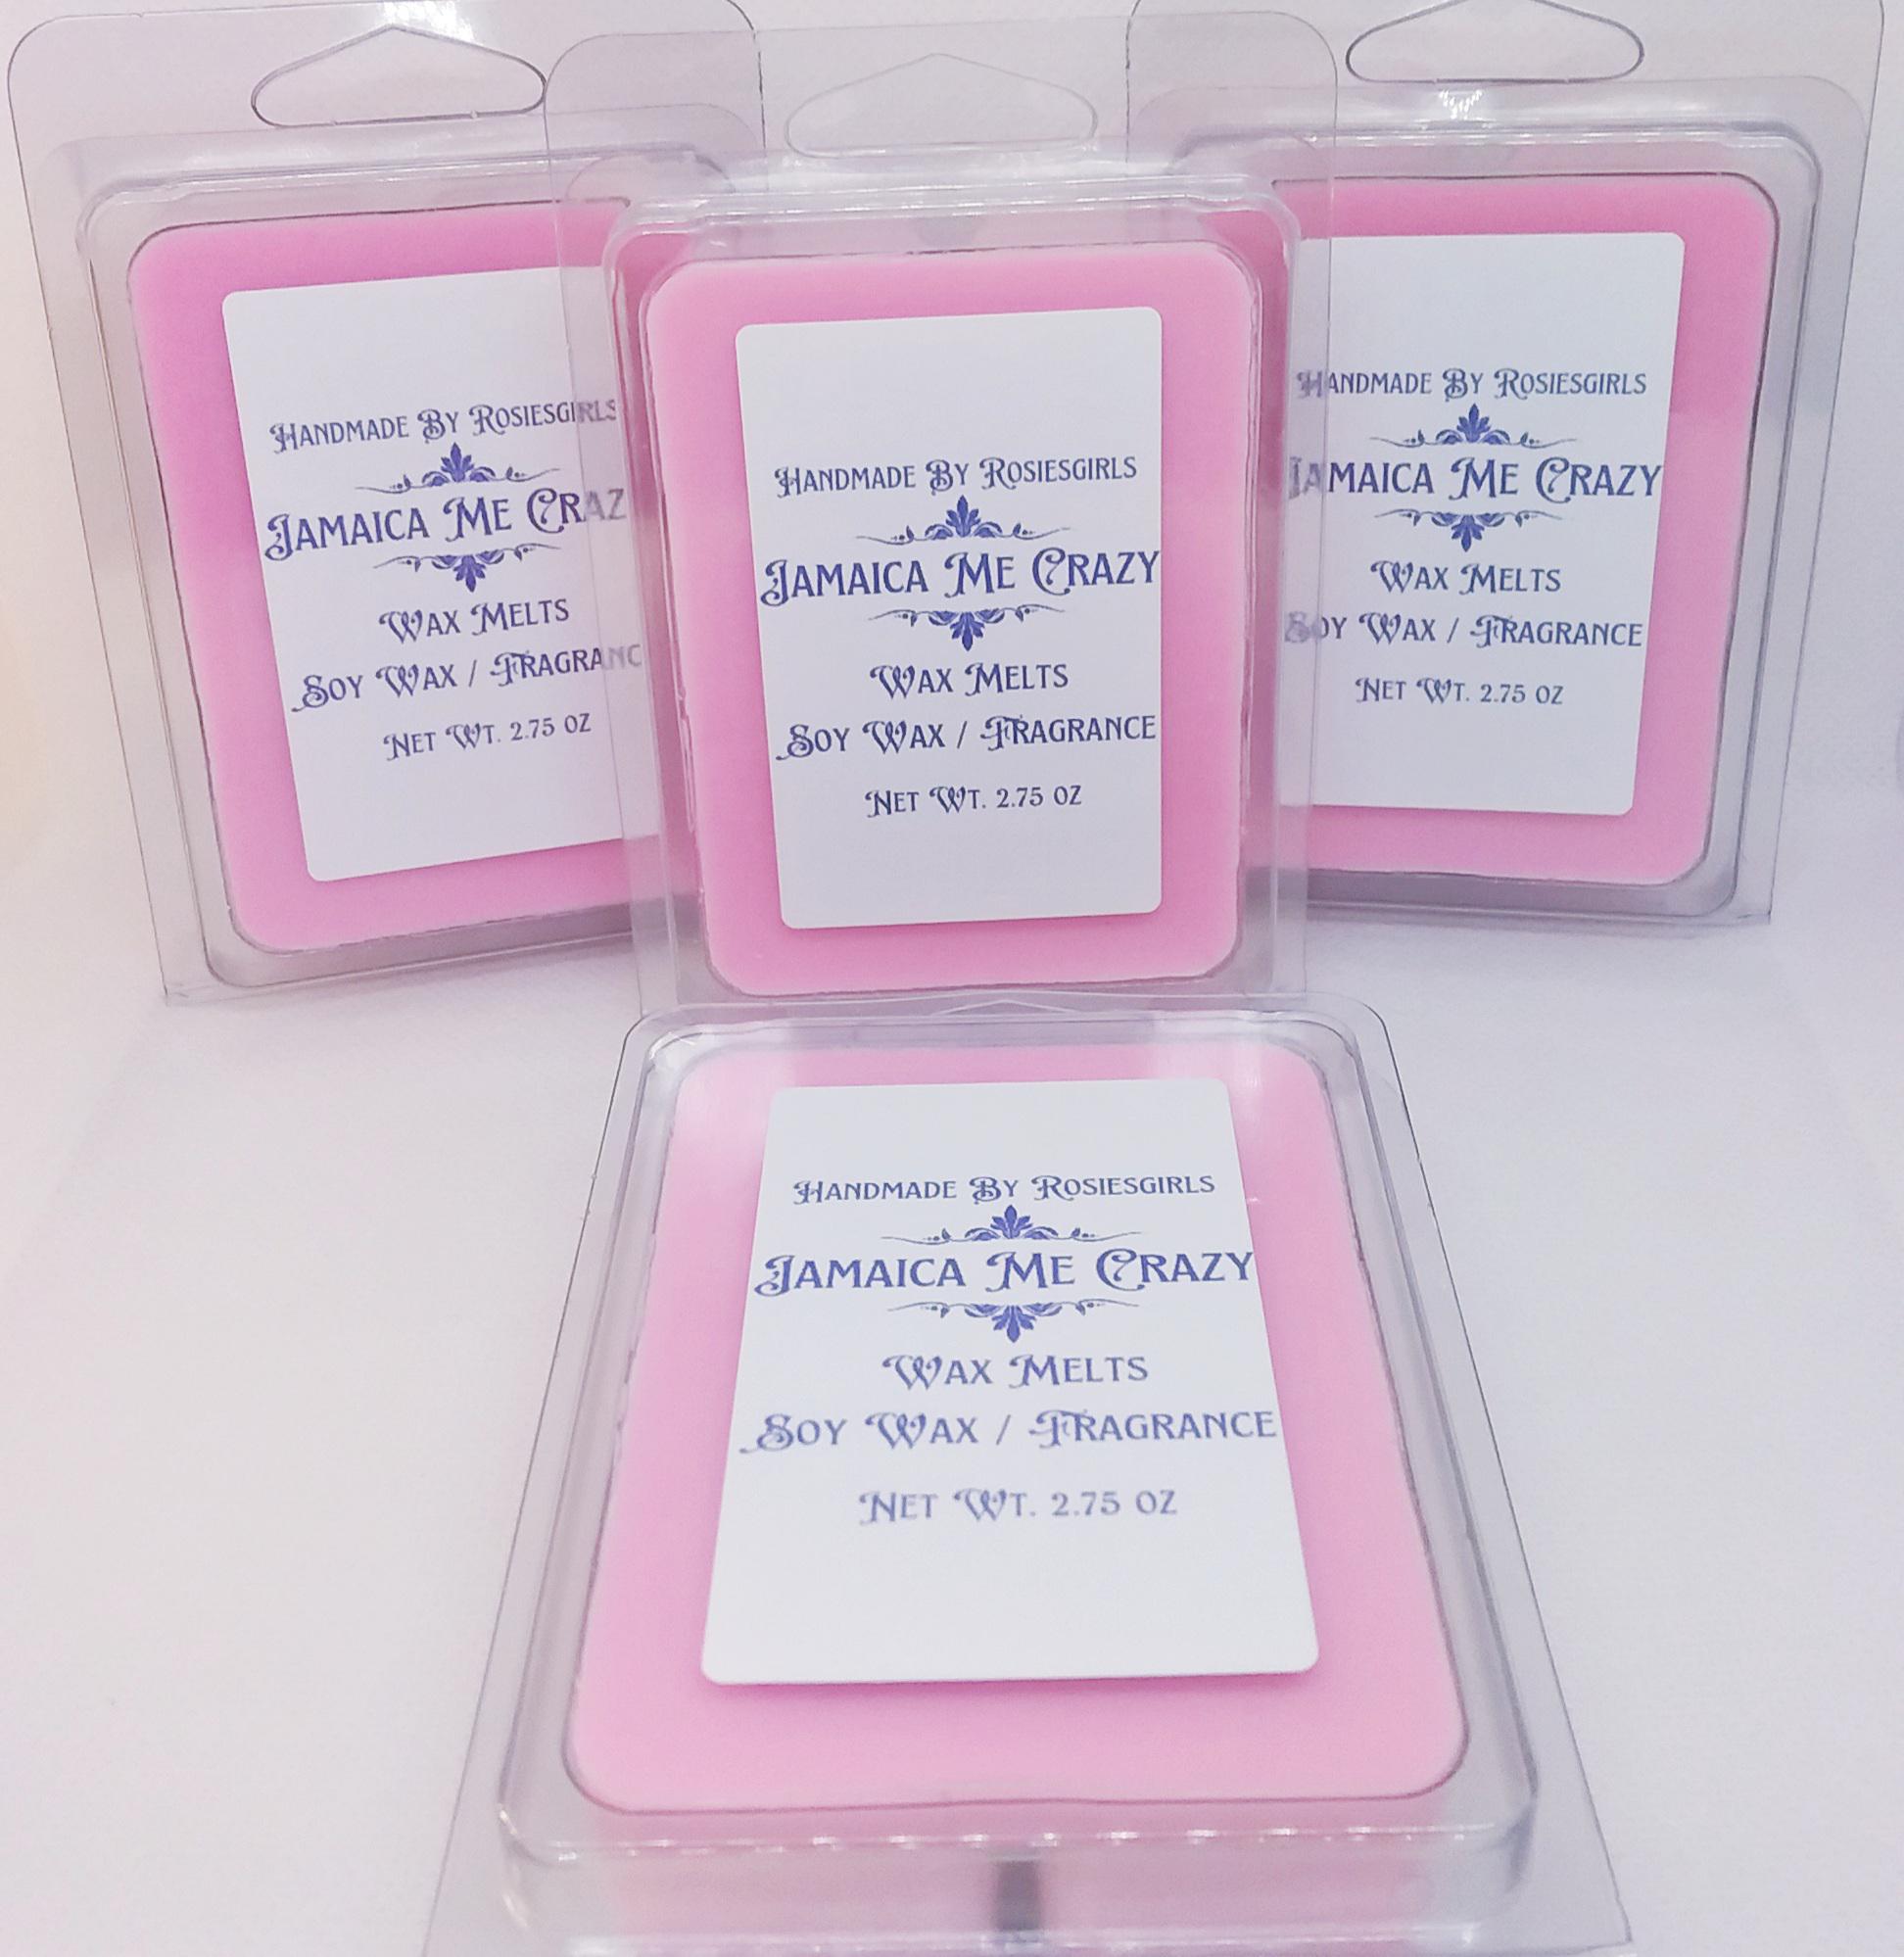 Handmade By Rosiesgirls
Jamaica Me Craz
Wax Melts
Soy Wax / Fragranc
Net Wt. 2.75 oz
Handmade By Rosiesgirls
Jamaica Me Crazy
Wax Melts
Soy Wax / Fragrance
Net Wt. 2.75 oz
Handmade By Rosiesgirls
Jamaica Me Crazy
Wax Melts
Soy Wax / Fragrance
Net Wt. 2.75 oz
Handmade By Rosiesgirls
Jamaica Me Crazy
Wax Melts
Soy Wax / Fragrance
Net Wt. 2.75 oz